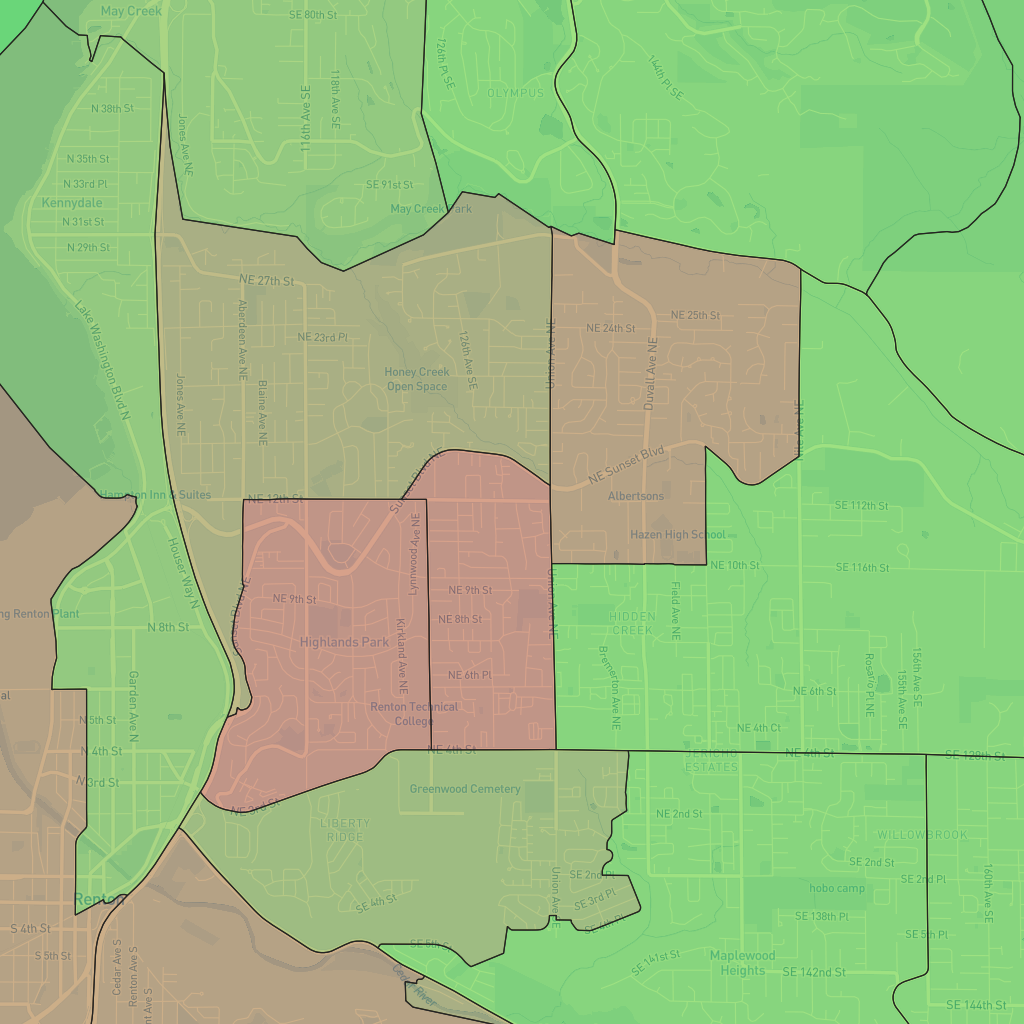 May Creek
SE 80th St
126th Pl SE
144th Pl SE
118th Ave SE
116th Ave SE
OLYMPUS
N 38th St
Jones Ave NE
N 35th St
N 33rd Pl
SE 91st St
Kennydale
May Creek Park
N 31st St
N 29th St
NE 27th St
Lake Washington Blvd N
Aberdeen Ave NE
NE 23rd Pl
126th Ave SE
Union Ave NE
NE 24th St
NE 25th St
Duvall Ave NE
Honey Creek
Open Space
Jones Ave NE
Blaine Ave NE
Sunset Blvd NE
NE Sunset Blvd
Hampton Inn & Suites
NE 12th St
Albertsons
SE 112th St
Hazen High School
Houser Way N
Sunset Blvd NE
Lynnwood Ave NE
NE 10th St
SE 116th St
ng Renton Plant
NE 9th St
NE 9th St
Union Ave NE
Field Ave NE
N 8th St
NE 8th St
HIDDEN
CREEK
Highlands Park
Kirkland Ave NE
Bremerton Ave NE
Rosario Pl NE
156th Ave SE
155th Ave SE
Garden Ave N
NE 6th Pl
NE 6th St
al
Renton Technical
College
N 5th St
NE 4th Ct
N 4th St
NE 4th St
JERICHO
ESTATES
NE 4th St
SE 128th St
N 3rd St
Greenwood Cemetery
NE 3rd St
NE 2nd St
LIBERTY
RIDGE
WILLOWBROOK
SE 2nd St
SE 2nd Pl
SE 2nd Pl
160th Ave SE
hobo camp
Renton
SE 4th St
Union Ave
SE 3rd Pl
SE 4th Pl
SE 138th Pl
S 4th St
SE 5th St
SE 5th Pl
S 5th St
Cedar Ave S
Renton Ave S
SE 141st St
Maplewood
Heights
SE 142nd St
Cedar River
nt Ave S
SE 144th St